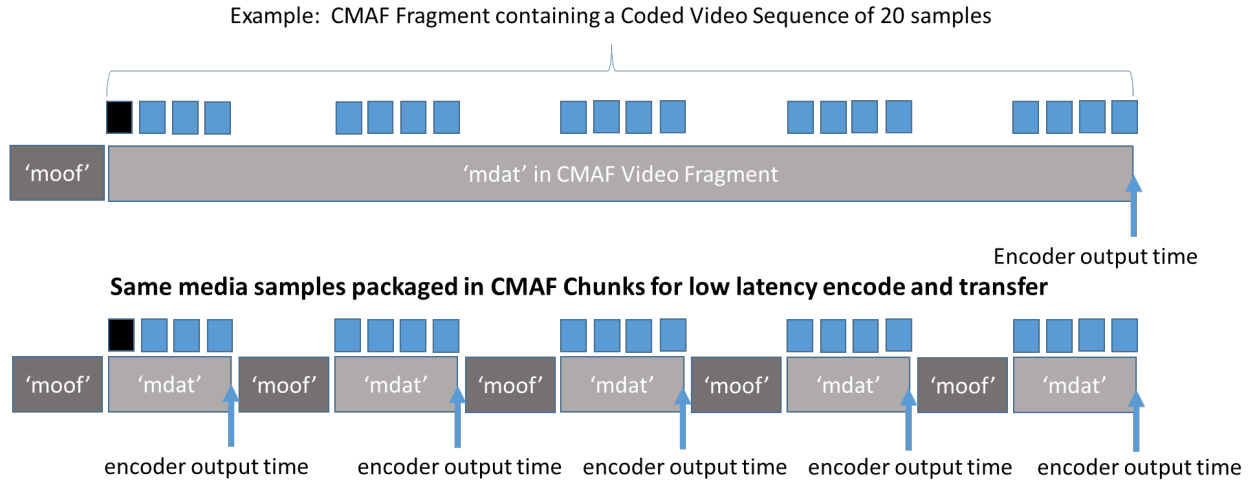 Example:  CMAF Fragment containing a Coded Video Sequence of 20 samples
‘moof’ ‘mdat’ in CMAF Video Fragment
Encoder output time
Same media samples packaged in CMAF Chunks for low latency encode and transfer
‘moof’ ‘mdat’ ‘moof’ ‘mdat’ ‘moof’ ‘mdat’ ‘moof’ ‘mdat’ ‘moof’ ‘mdat’
encoder output time encoder output time encoder output time encoder output time encoder output time